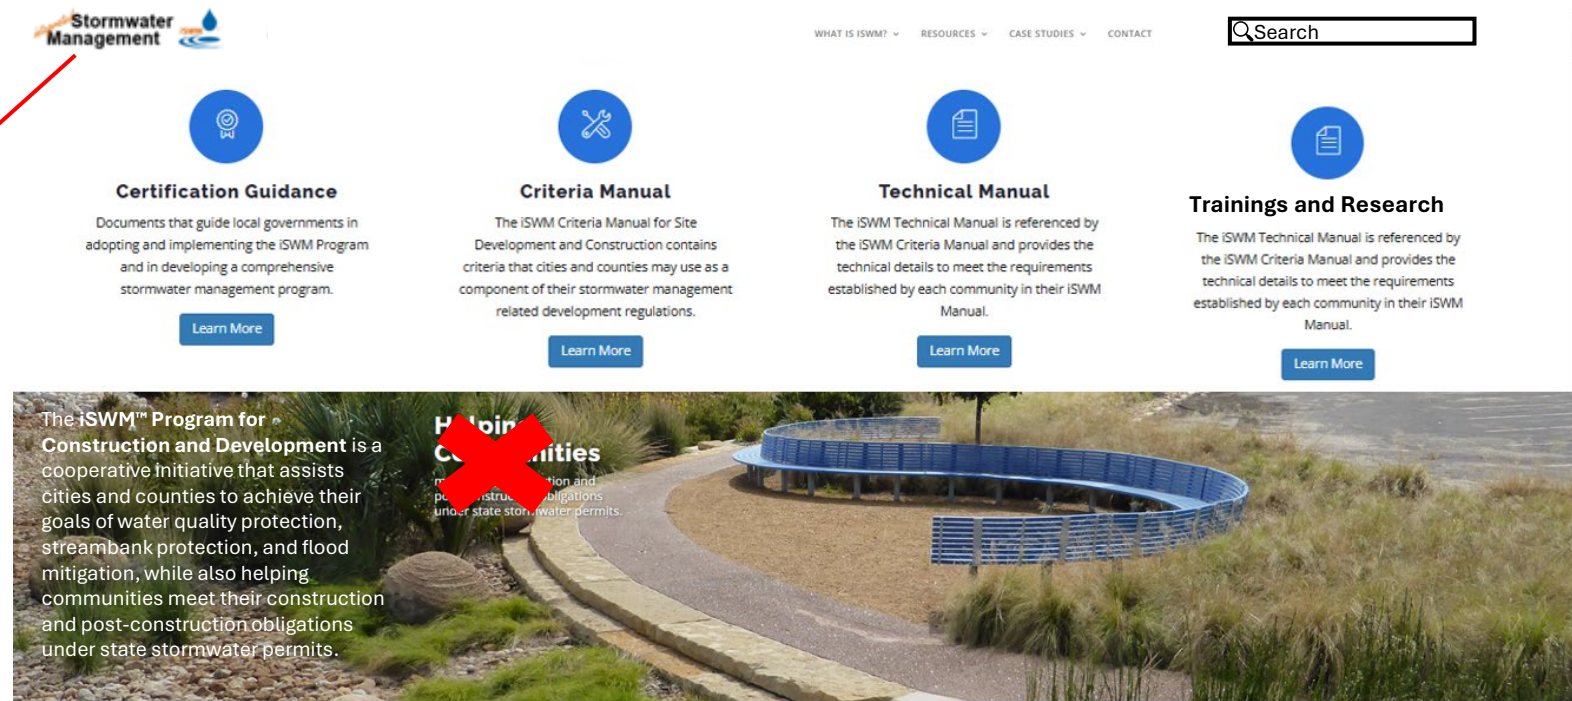 integrated
Stormwater
Management
iSWM
WHAT IS ISWM?
RESOURCES
CASE STUDIES
CONTACT
Search
Certification Guidance
Documents that guide local governments in
adopting and implementing the iSWM Program
and in developing a comprehensive
stormwater management program.
Learn More
Criteria Manual
The iSWM Criteria Manual for Site
Development and Construction contains
criteria that cities and counties may use as a
component of their stormwater management
related development regulations.
Learn More
Technical Manual
The iSWM Technical Manual is referenced by
the iSWM Criteria Manual and provides the
technical details to meet the requirements
established by each community in their iSWM
Manual.
Learn More
Trainings and Research
The iSWM Technical Manual is referenced by
the iSWM Criteria Manual and provides the
technical details to meet the requirements
established by each community in their iSWM
Manual.
Learn More
The iSWM™ Program for
Construction and Development is a
cooperative initiative that assists
cities and counties to achieve their
goals of water quality protection,
streambank protection, and flood
mitigation, while also helping
communities meet their construction
and post-construction obligations
under state stormwater permits.
Helping
and
obligations
under state stormwater permits.